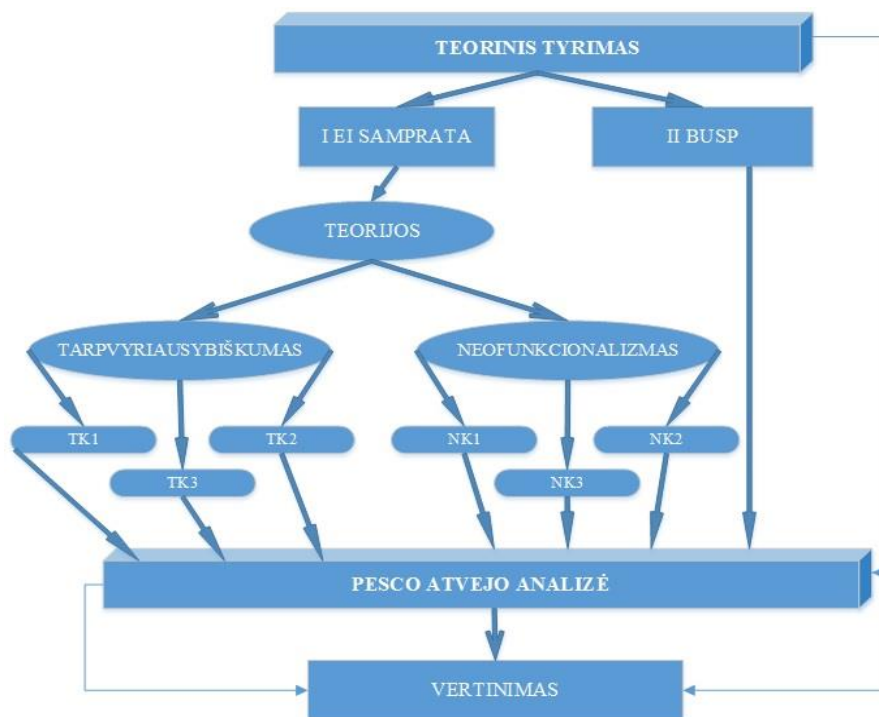 TEORINIS TYRIMAS
I EI SAMPRATA
II BUSP
TEORIJOS
TARPVYRIAUSYBIŠKUMAS
NEOFUNKCIONALIZMAS
TK1
TK2
NK1
NK2
TK3
NK3
PESCO ATVEJO ANALIZĖ
VERTINIMAS